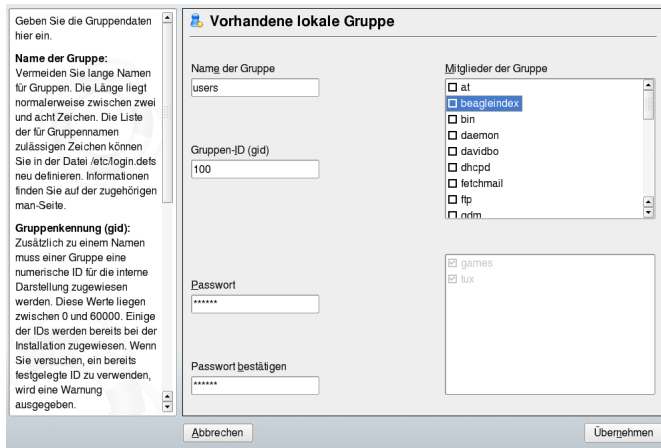 Geben Sie die Gruppendaten
hier ein.
Name der Gruppe:
Vermeiden Sie lange Namen
für Gruppen. Die Länge liegt
normalerweise zwischen zwei
und acht Zeichen. Die Liste
der für Gruppennamen
zulässigen Zeichen können
Sie in der Datei /etc/login.defs
neu definieren. Informationen
finden Sie auf der zugehörigen
man-Seite.
Gruppenkennung (gid):
Zusätzlich zu einem Namen
muss einer Gruppe eine
numerische ID für die interne
Darstellung zugewiesen
werden. Diese Werte liegen
zwischen 0 und 60000. Einige
der IDs werden bereits bei der
Installation zugewiesen. Wenn
Sie versuchen, ein bereits
festgelegte ID zu verwenden,
wird eine Warnung
ausgegeben.
Vorhandene lokale Gruppe
Name der Gruppe
users
Gruppen-ID (gid)
100
Passwort
******
Passwort bestätigen
******
Mitglieder der Gruppe
at
beagleindex
bin
daemon
davidbo
dhcpd
fetchmail
ftp
gdm
games
tux
Abbrechen
Übernehmen